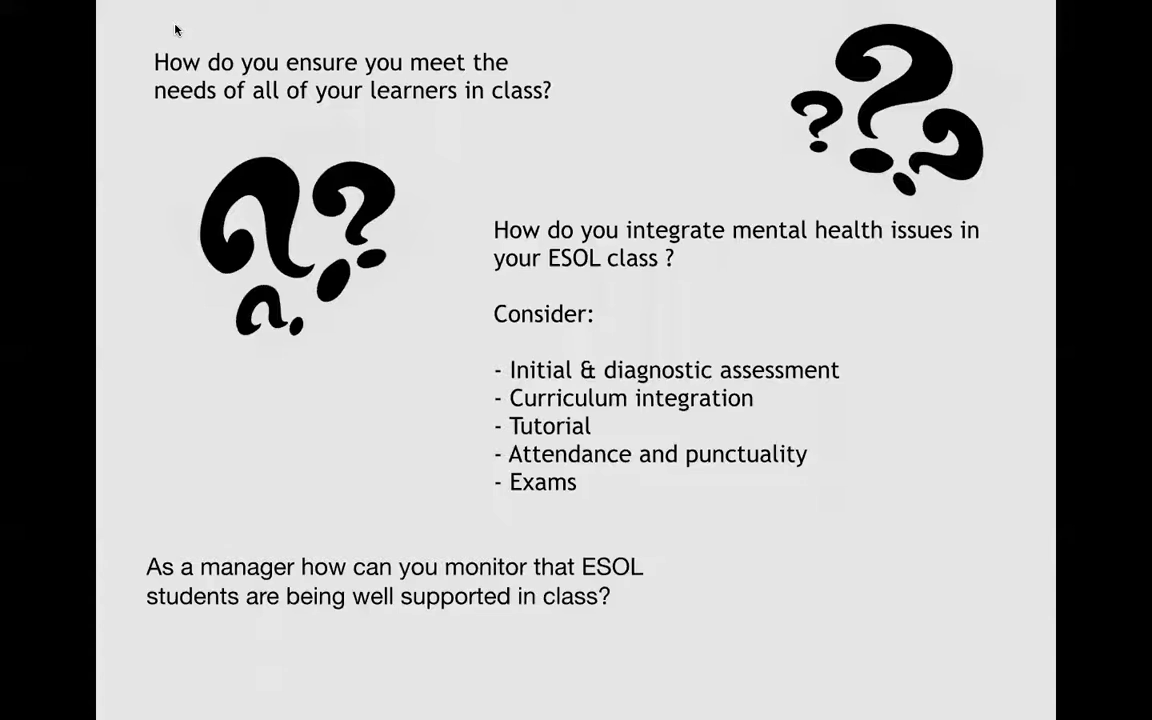 How do you ensure you meet the
needs of all of your learners in class?
How do you integrate mental health issues in
your ESOL class ?
Consider:
- Initial & diagnostic assessment
- Curriculum integration
- Tutorial
- Attendance and punctuality
- Exams
As a manager how can you monitor that ESOL
students are being well supported in class?